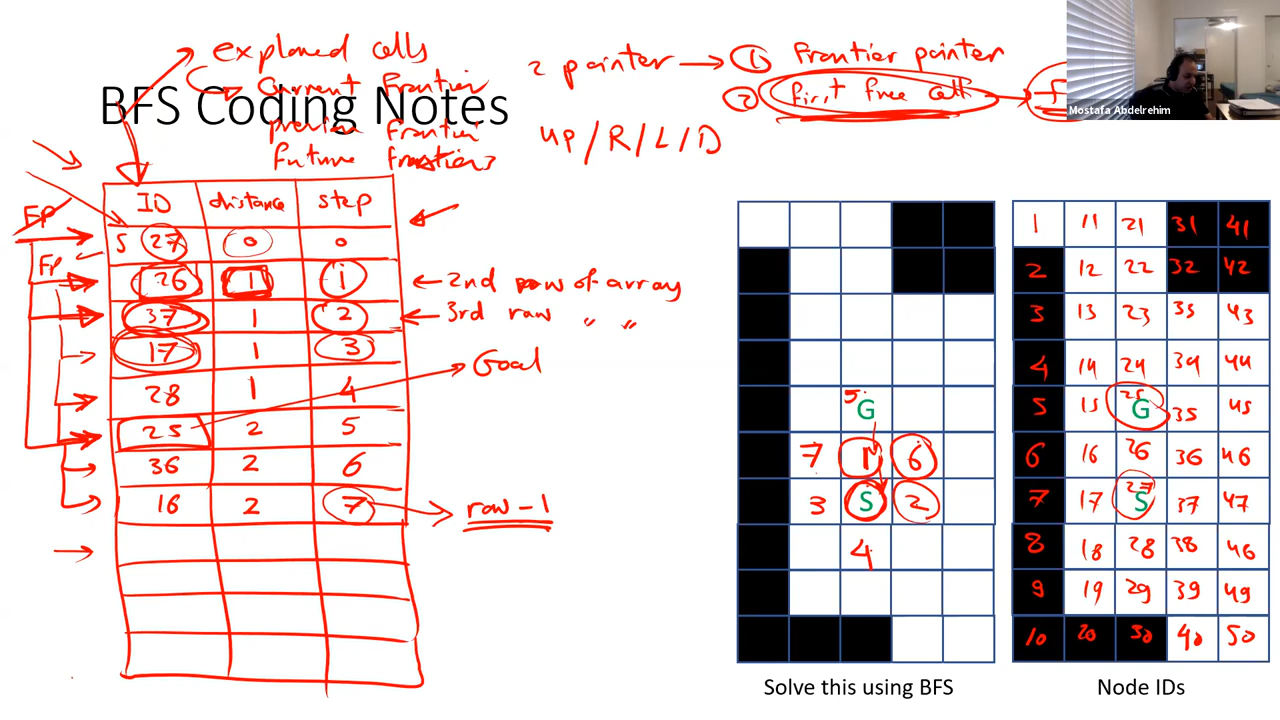 explored cells
Current Frontier
BFS Coding Notes
previous Frontier
future frontiers
2 pointer → ① Frontier pointer
② first free cell →
up / R / L / D
Mostafa Abdelrehim
FP
FP
ID distance step
S 27 0 0
26 1 1 ← 2nd row of array
37 1 2 ← 3rd raw " "
17 1 3
28 1 4
25 2 5
Goal
36 2 6
16 2 7 → row - 1
5 G
7 1 6
3 S 2
4
Solve this using BFS
1 11 21 31 41
2 12 22 32 42
3 13 23 33 43
4 14 24 34 44
5 15 25 G 35 45
6 16 26 36 46
7 17 27 S 37 47
8 18 28 38 46
9 19 29 39 49
10 20 30 40 50
Node IDs